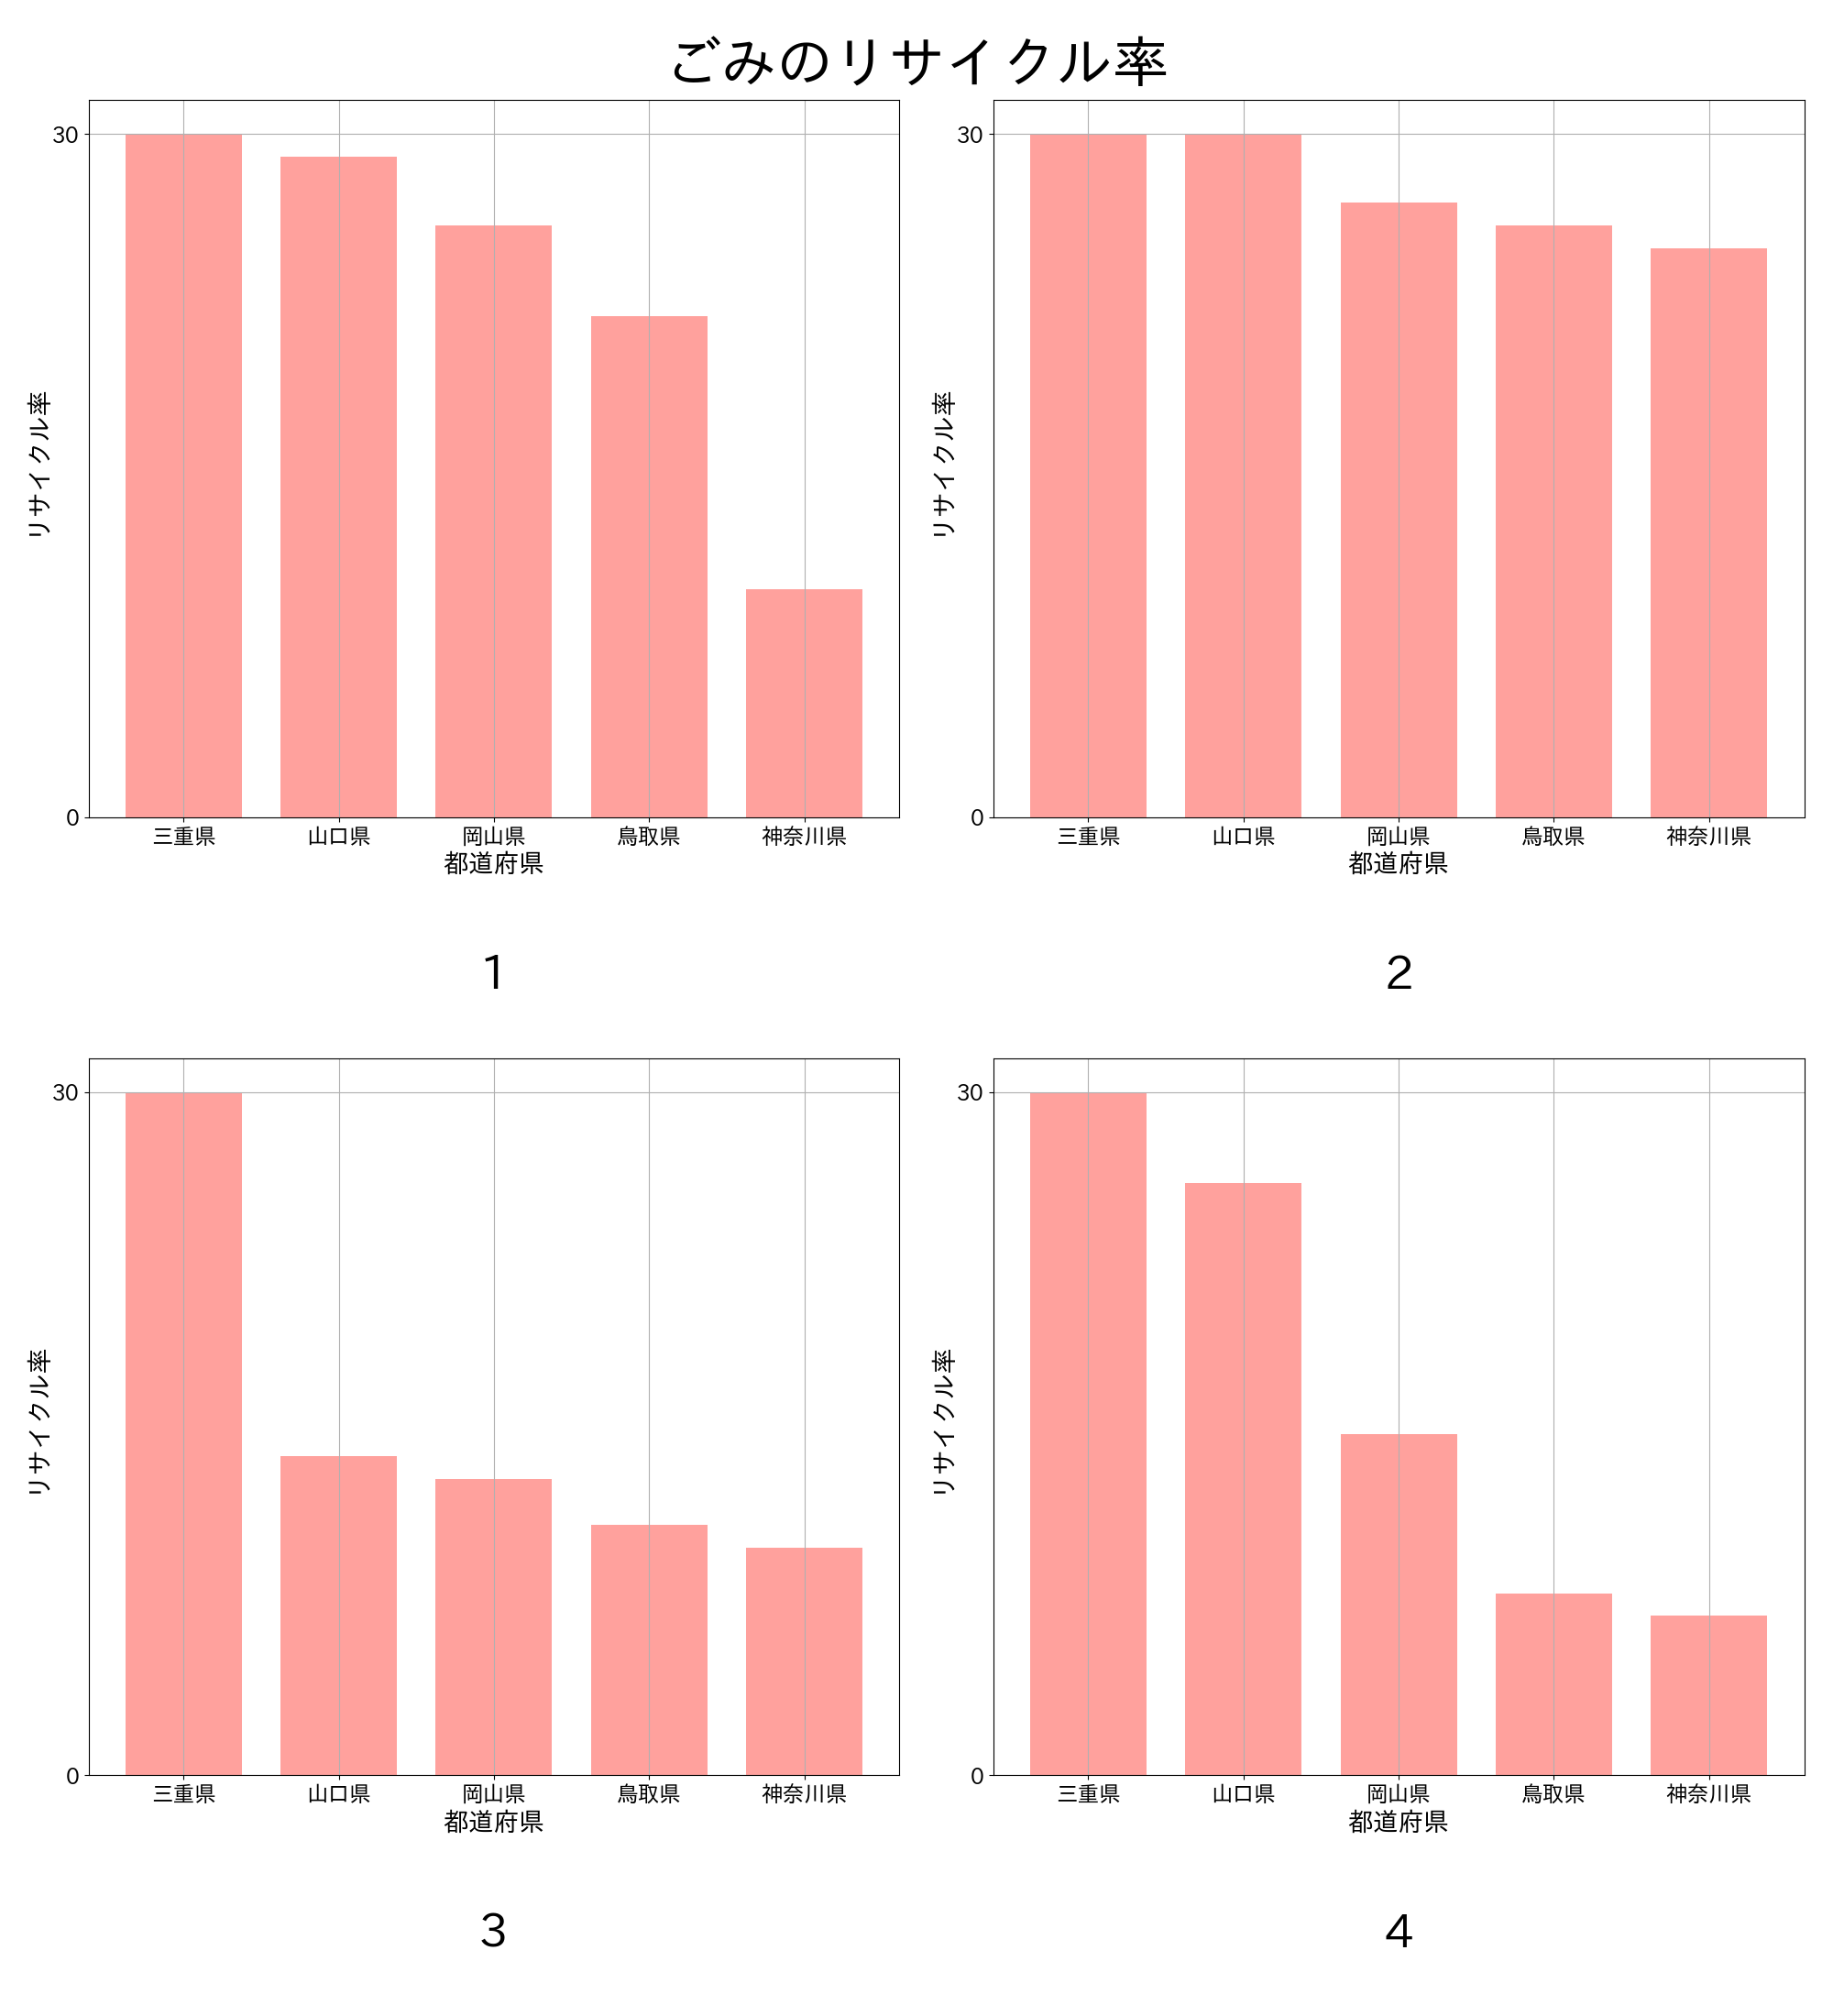 ごみのリサイクル率
30
0
リサイクル率
三重県 山口県 岡山県 鳥取県 神奈川県
都道府県
1
30
0
リサイクル率
三重県 山口県 岡山県 鳥取県 神奈川県
都道府県
2
30
0
リサイクル率
三重県 山口県 岡山県 鳥取県 神奈川県
都道府県
3
30
0
リサイクル率
三重県 山口県 岡山県 鳥取県 神奈川県
都道府県
4